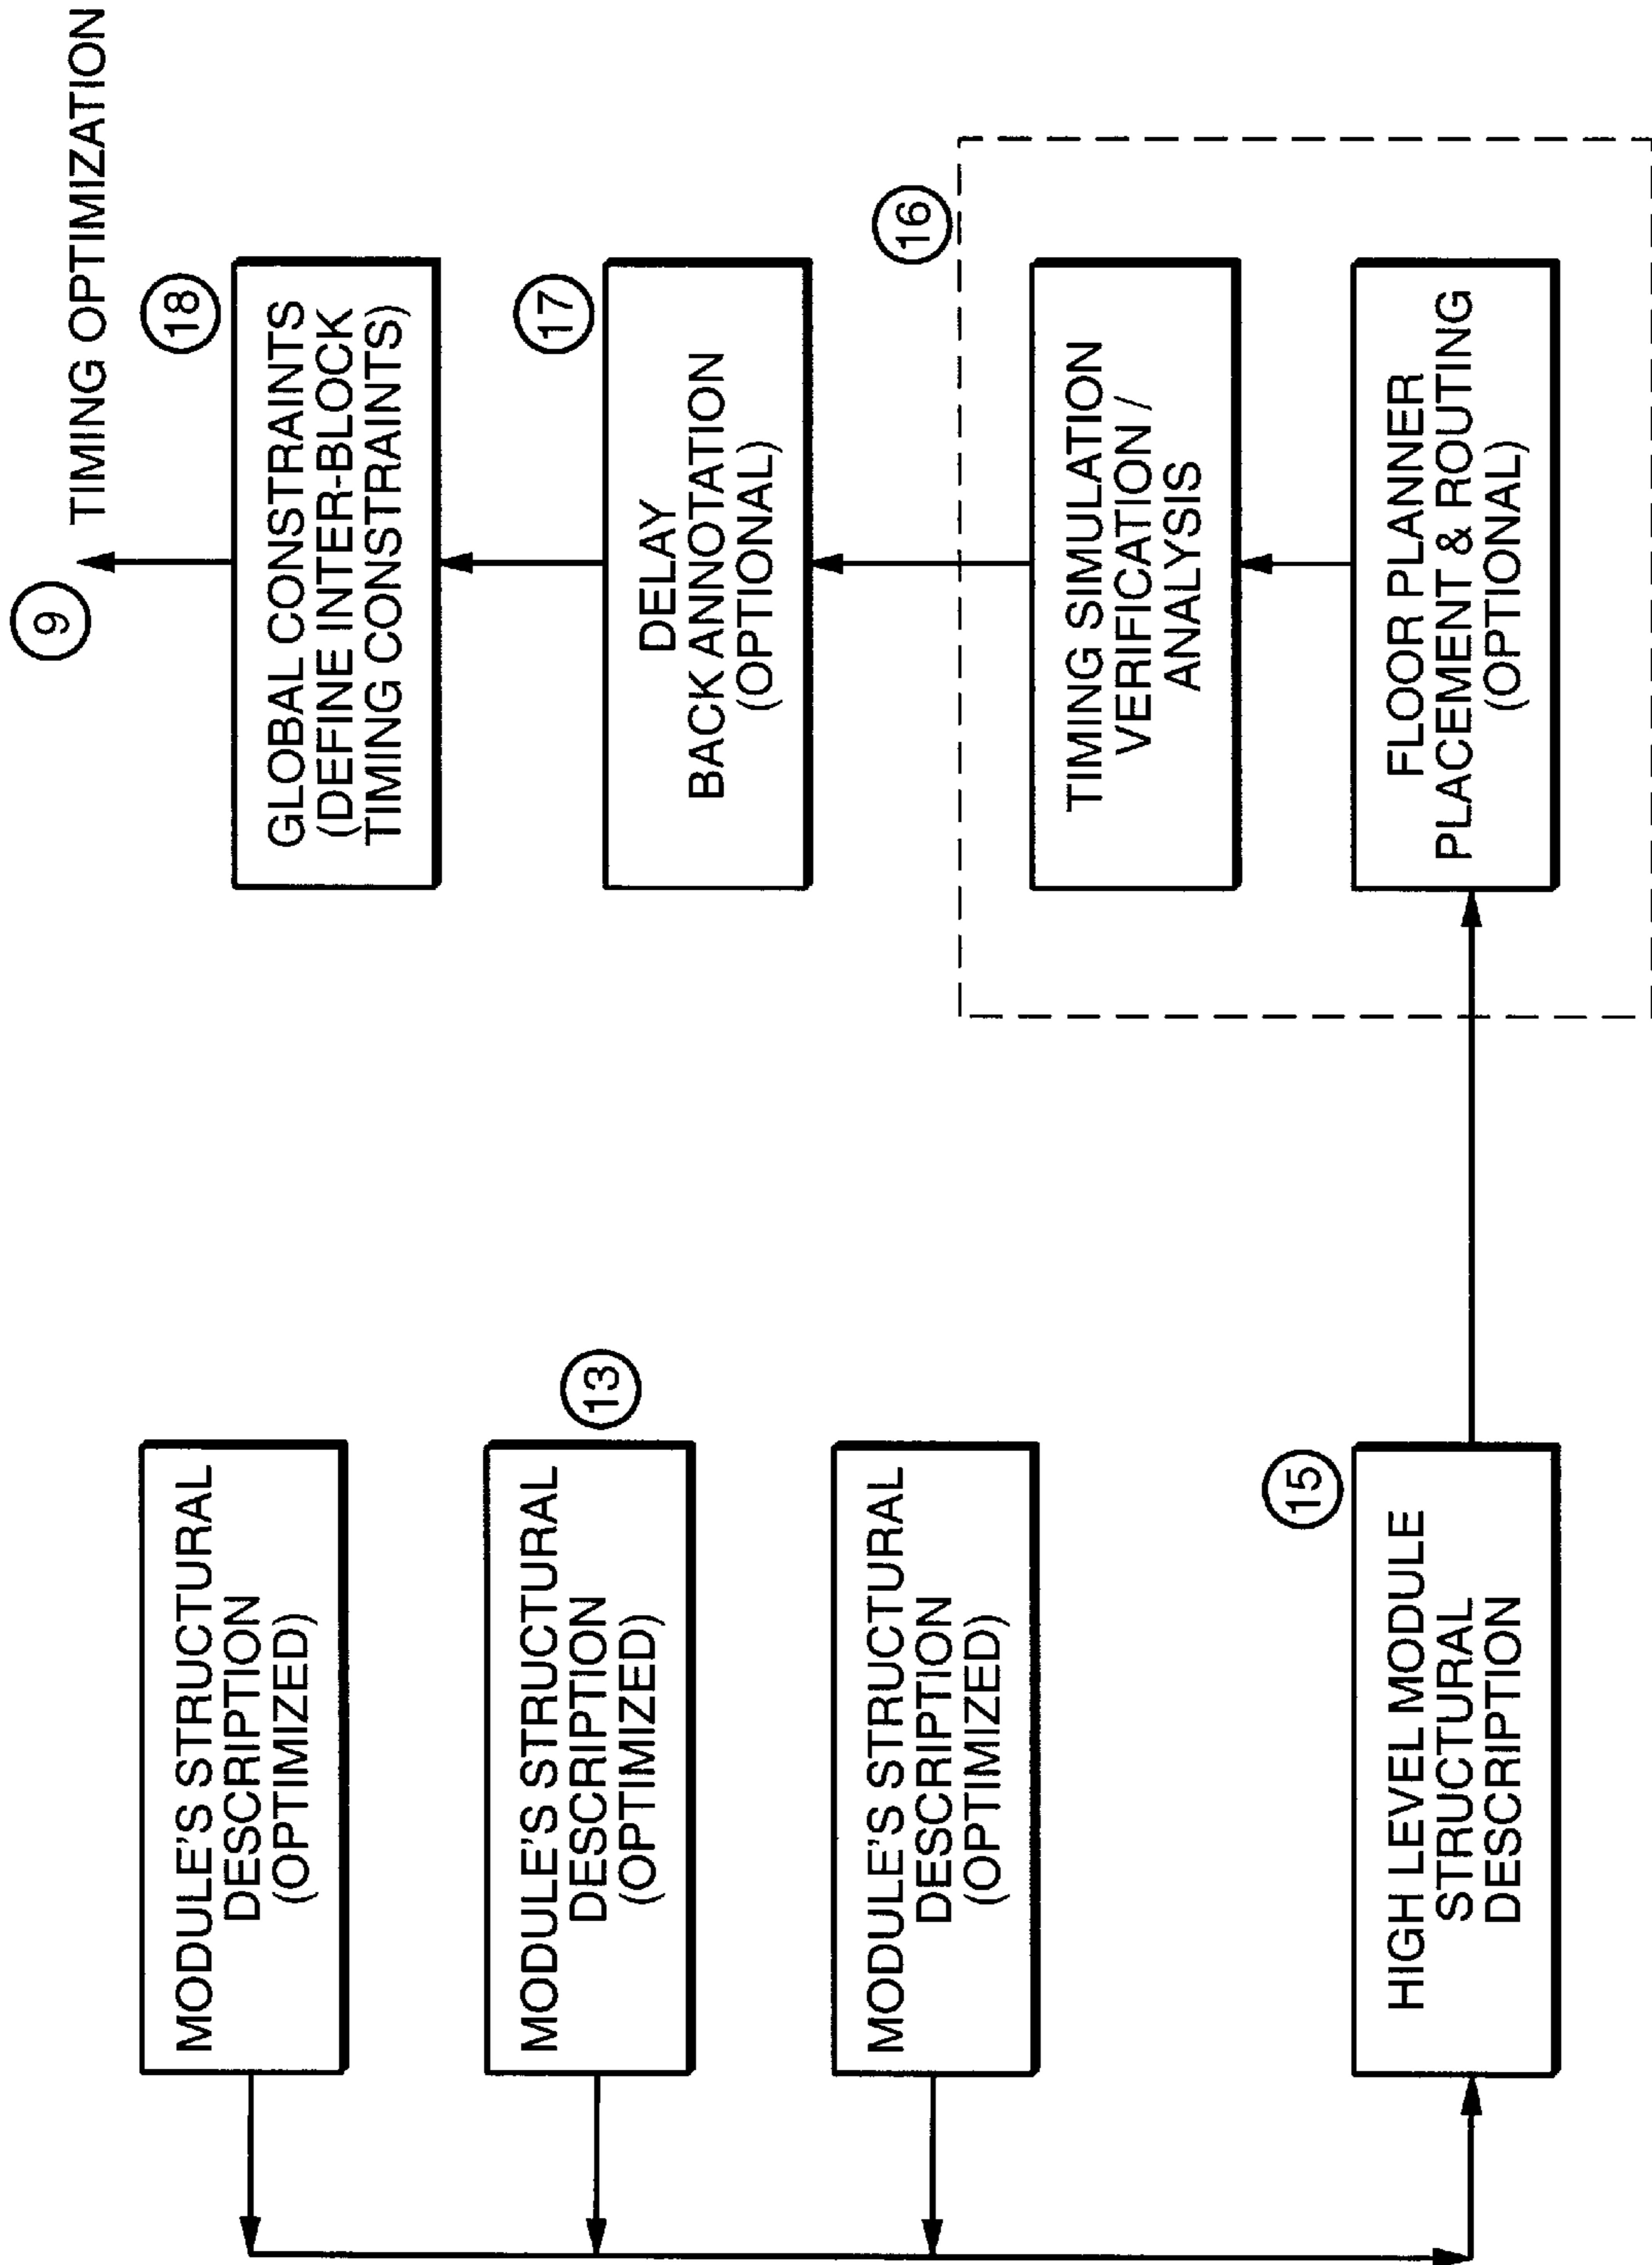 MODULE'S STRUCTURAL
DESCRIPTION
(OPTIMIZED)
MODULE'S STRUCTURAL
DESCRIPTION
(OPTIMIZED)
13
MODULE'S STRUCTURAL
DESCRIPTION
(OPTIMIZED)
15
HIGH LEVEL MODULE
STRUCTURAL
DESCRIPTION
9
TIMING OPTIMIZATION
18
GLOBAL CONSTRAINTS
(DEFINE INTER-BLOCK
TIMING CONSTRAINTS)
17
DELAY
BACK ANNOTATION
(OPTIONAL)
16
TIMING SIMULATION
VERIFICATION /
ANALYSIS
FLOOR PLANNER
PLACEMENT & ROUTING
(OPTIONAL)